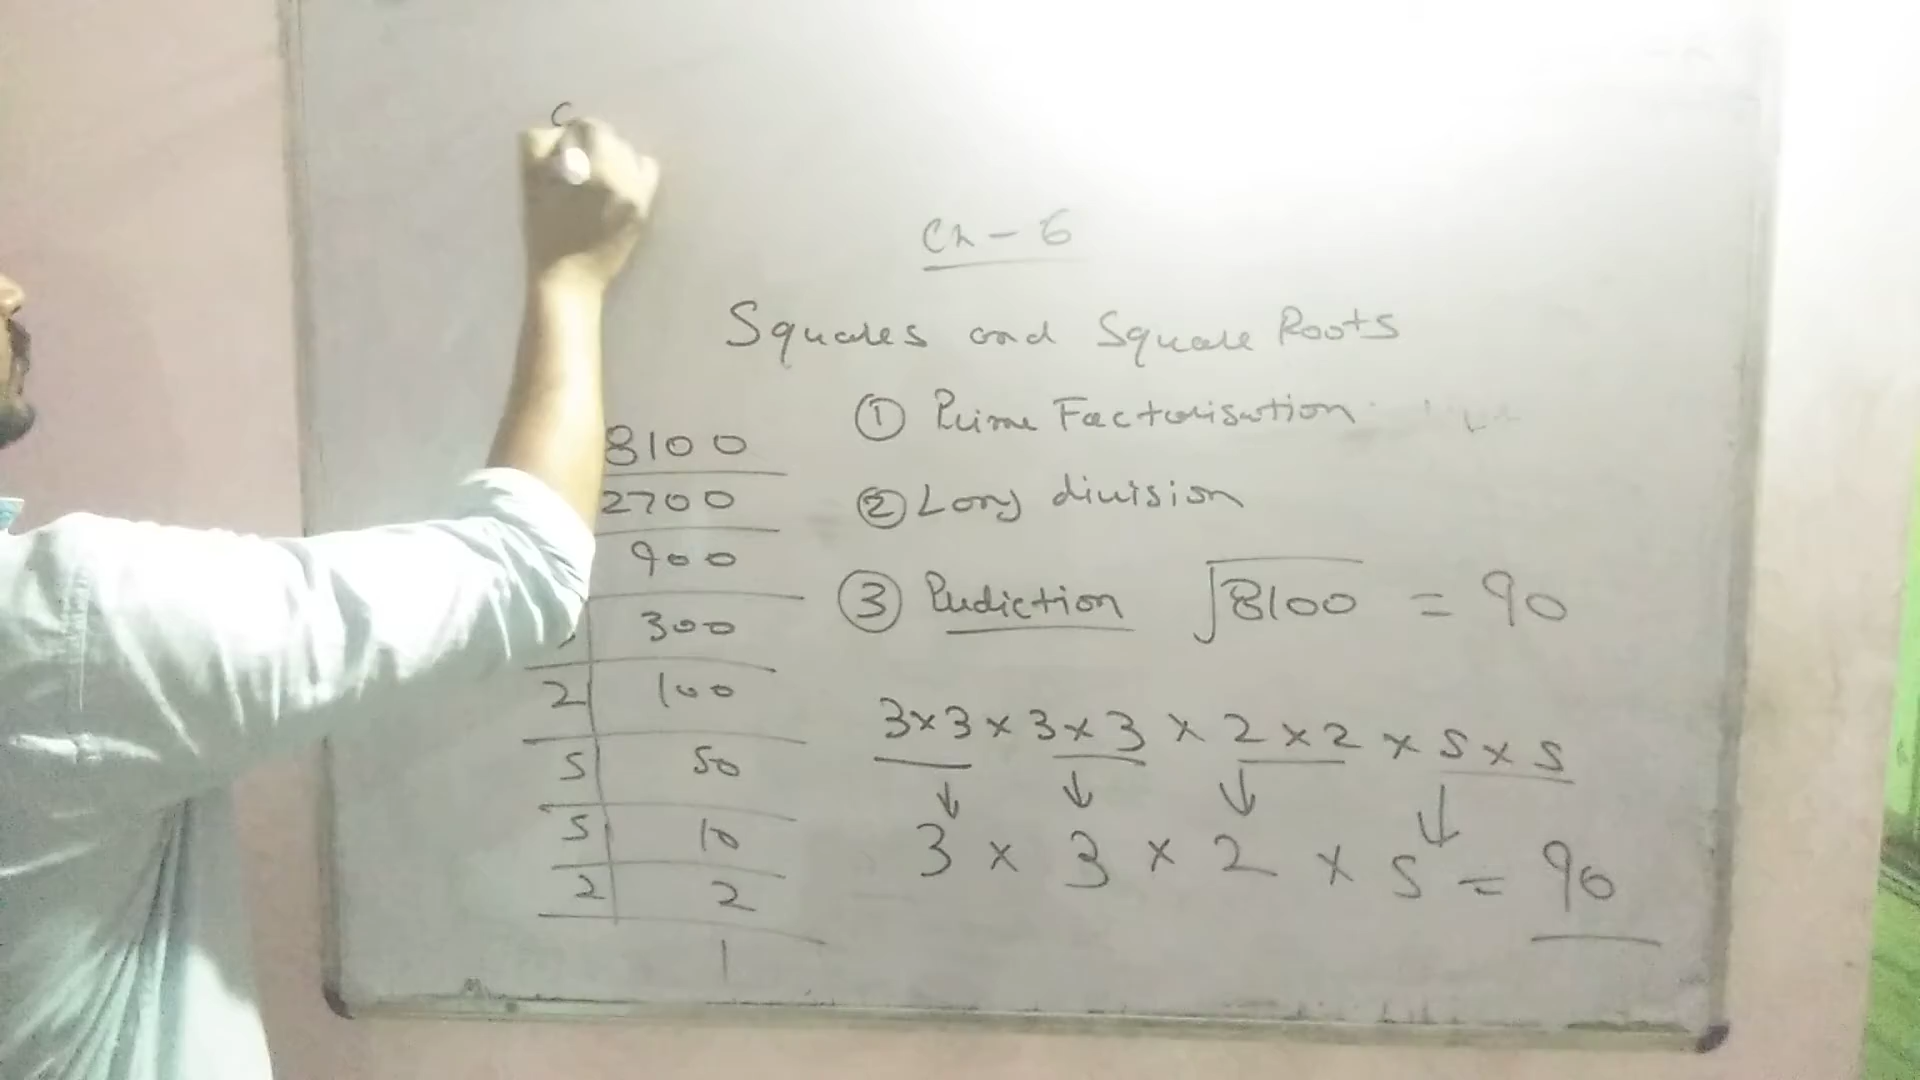 Ch - 6
Squares and Square Roots
① Prime Factorisation
② Long division
③ Prediction √8100 = 90
8100
2700
900
300
2 100
5 50
5 10
2 2
1
3×3×3×3×2×2×5×5
↓ ↓ ↓ ↓
3 × 3 × 2 × 5 = 90